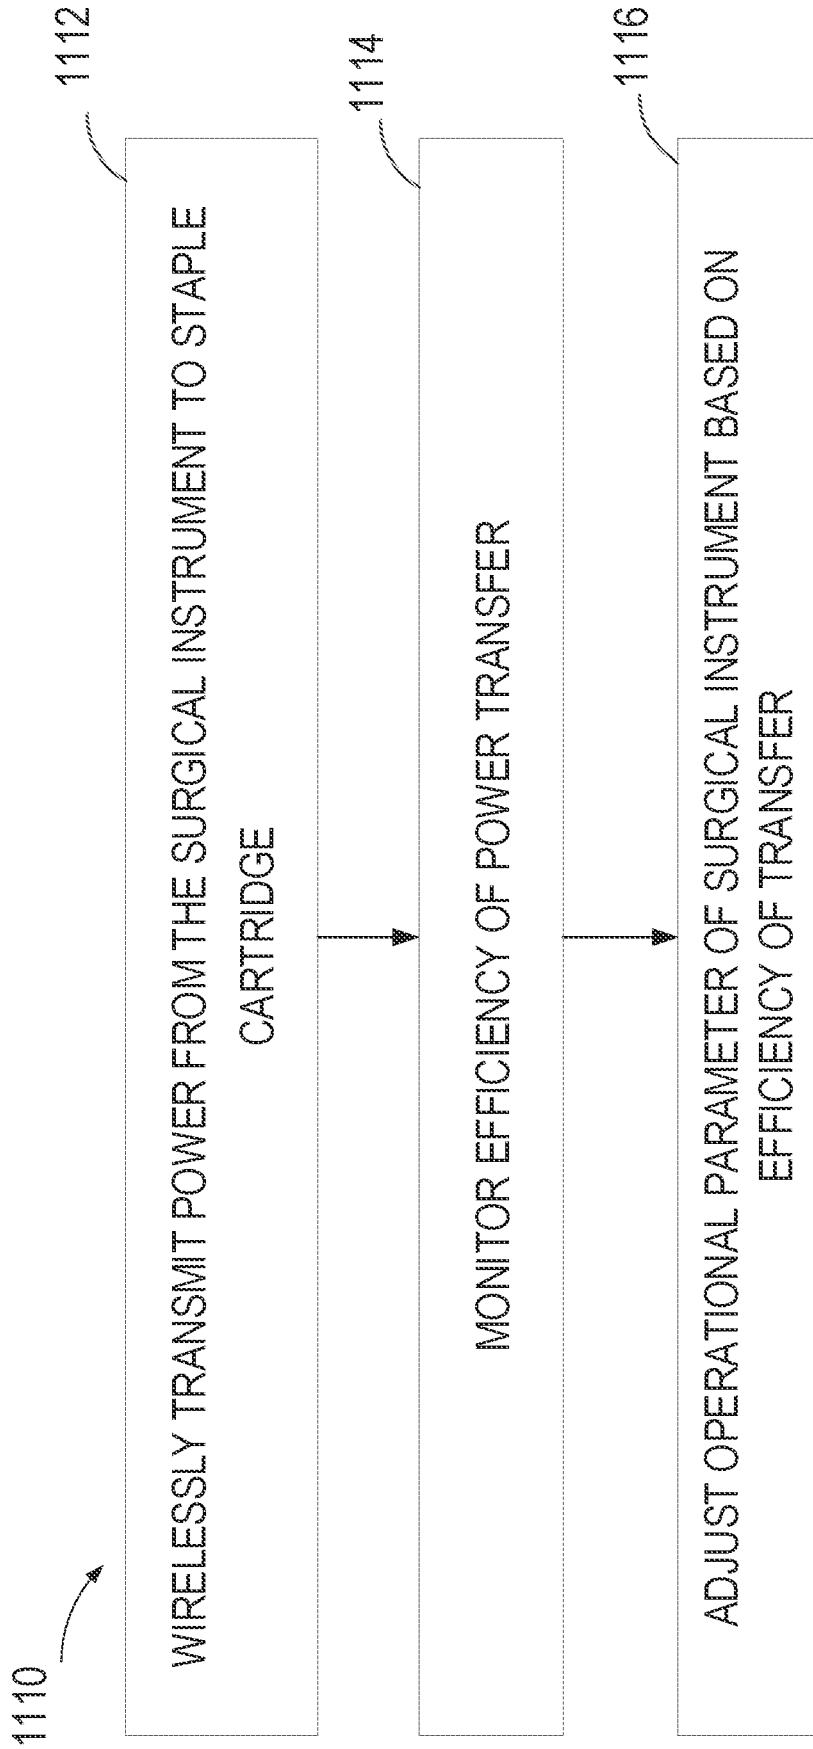 1110
1112
WIRELESSLY TRANSMIT POWER FROM THE SURGICAL INSTRUMENT TO STAPLE
CARTRIDGE
1114
MONITOR EFFICIENCY OF POWER TRANSFER
1116
ADJUST OPERATIONAL PARAMETER OF SURGICAL INSTRUMENT BASED ON
EFFICIENCY OF TRANSFER